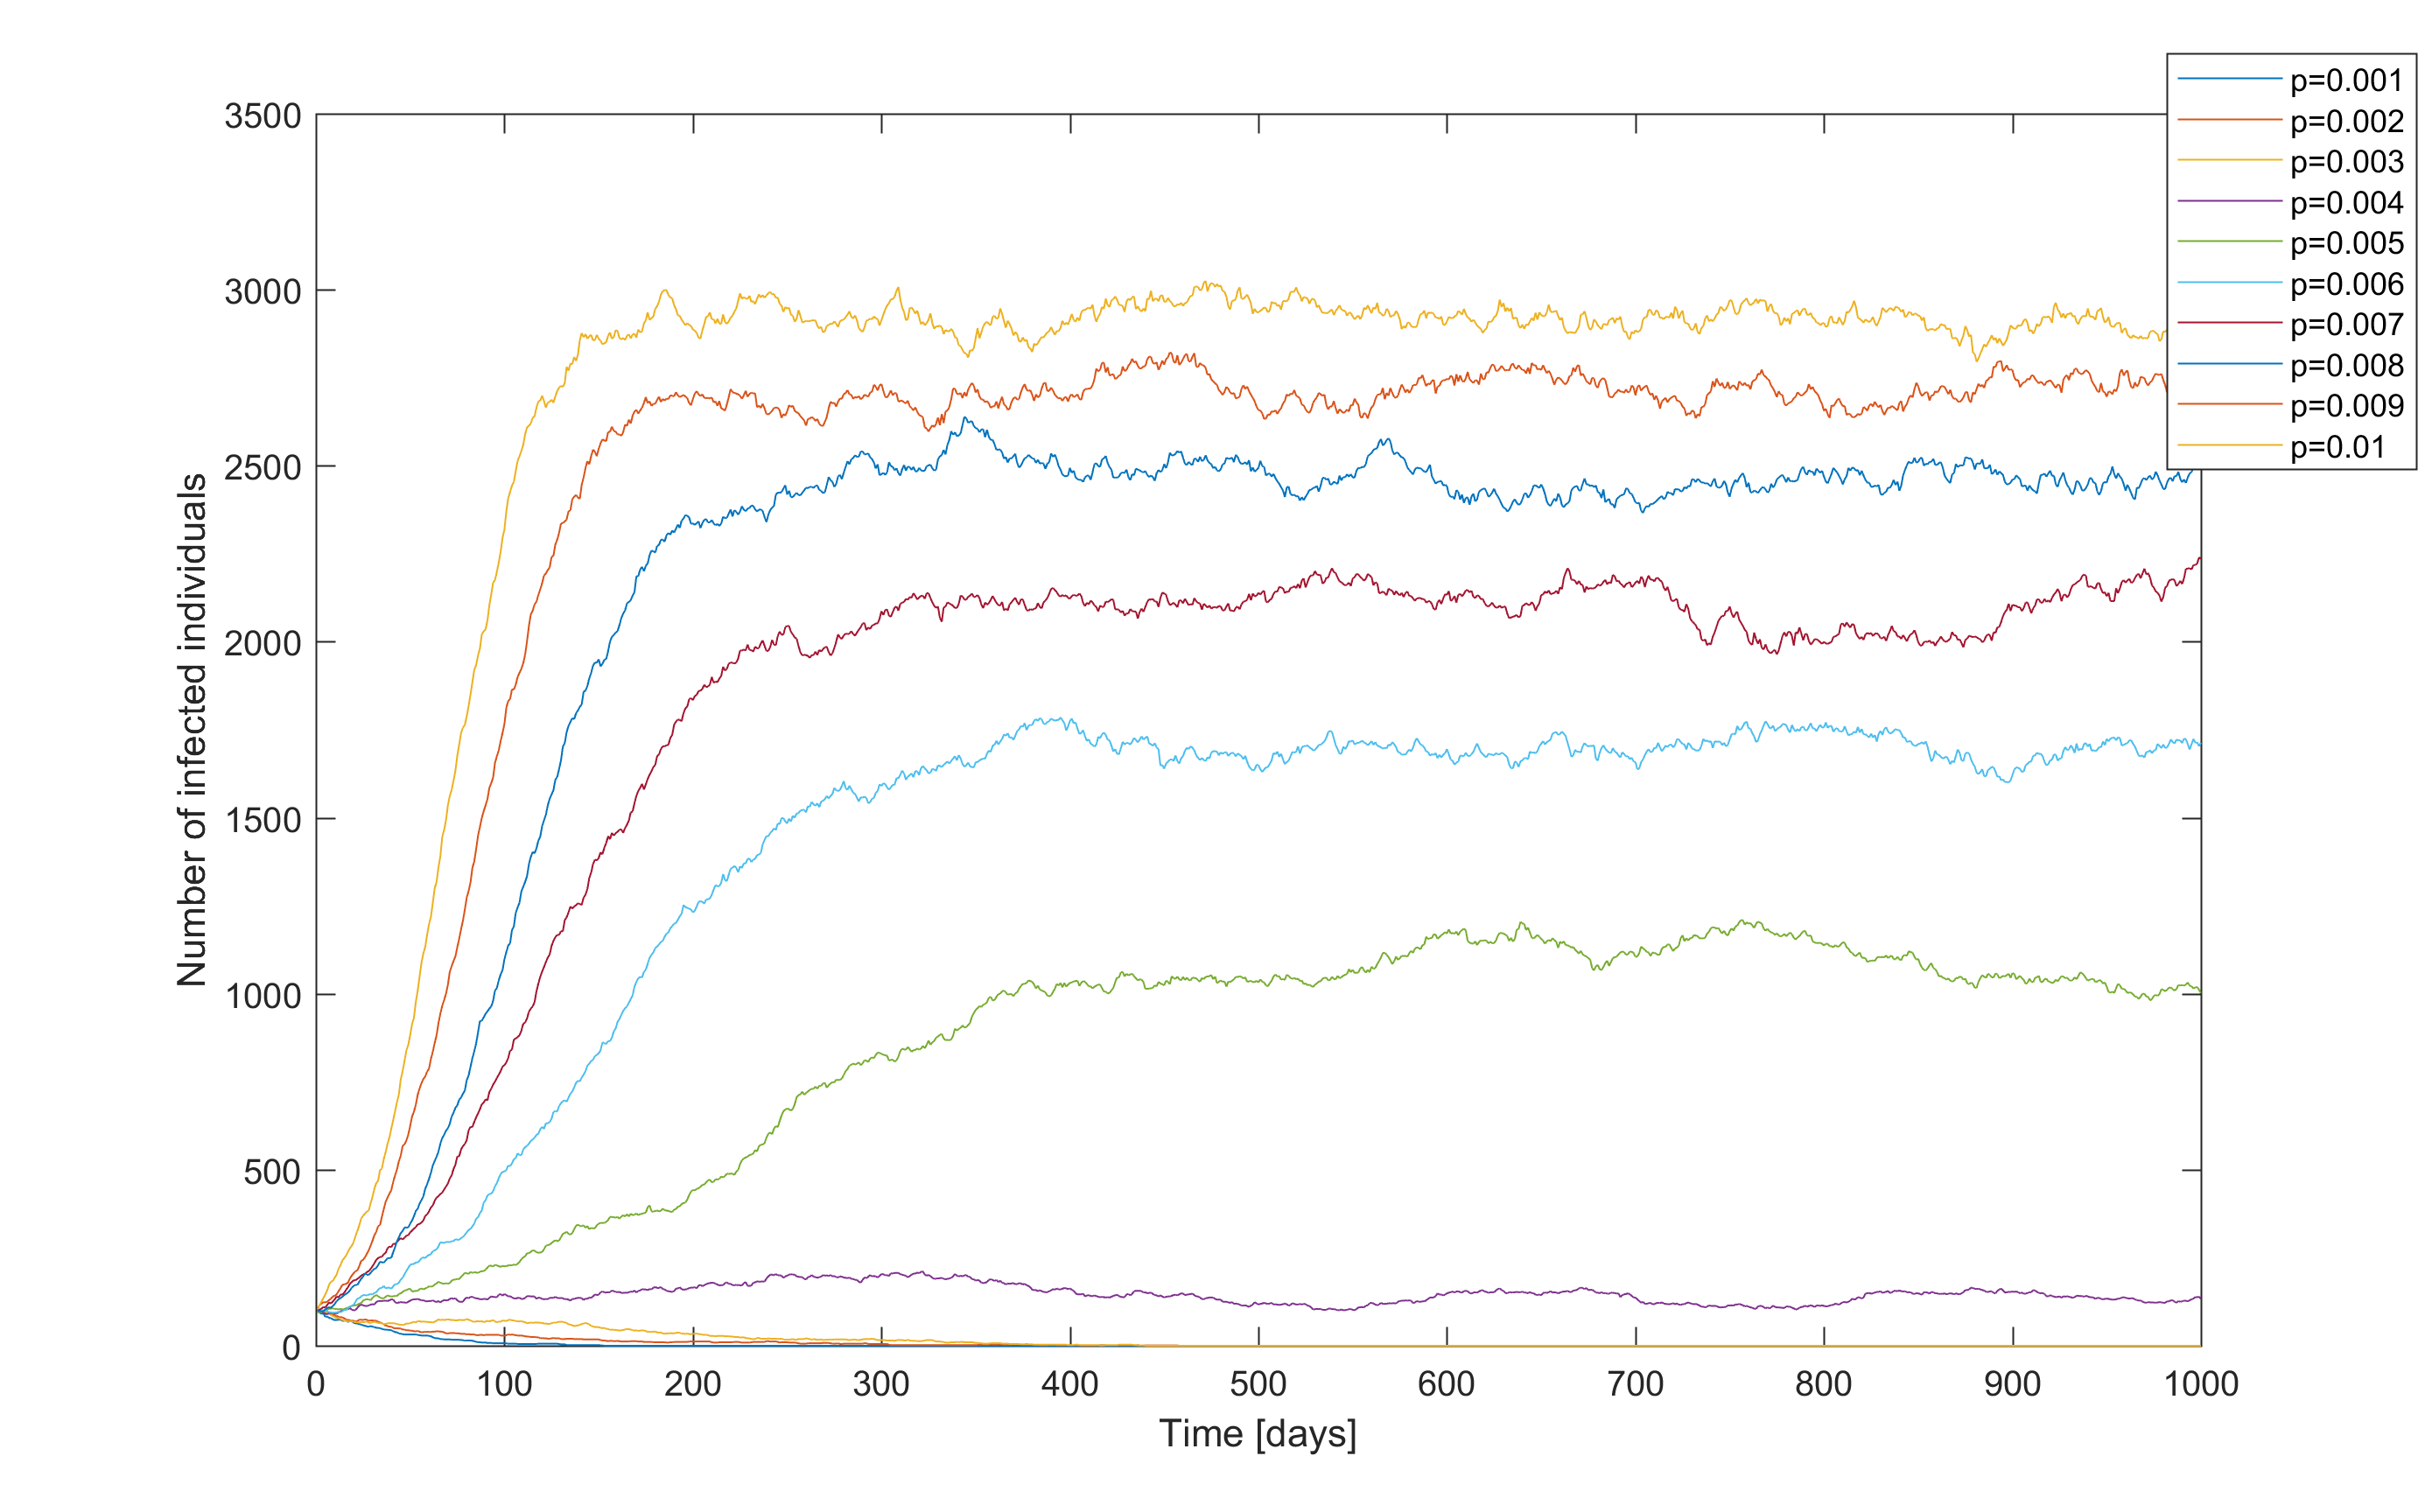 p=0.001
p=0.002
p=0.003
p=0.004
p=0.005
p=0.006
p=0.007
p=0.008
p=0.009
p=0.01
3500
3000
2500
2000
1500
1000
500
0
Number of infected individuals
0 100 200 300 400 500 600 700 800 900 1000
Time [days]